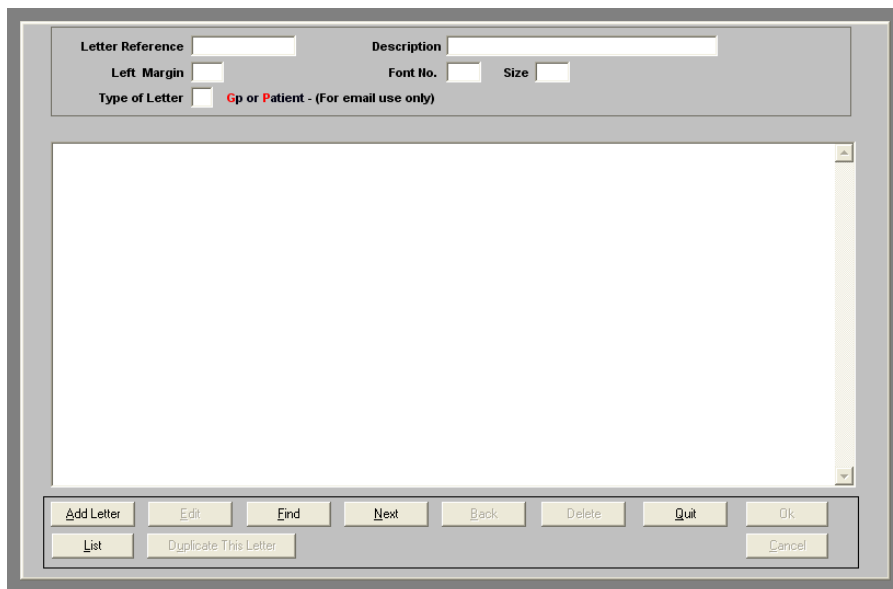 Letter Reference Description
Left Margin Font No. Size
Type of Letter Gp or Patient - (For email use only)
Add Letter Edit Find Next Back Delete Quit Ok
List Duplicate This Letter Cancel